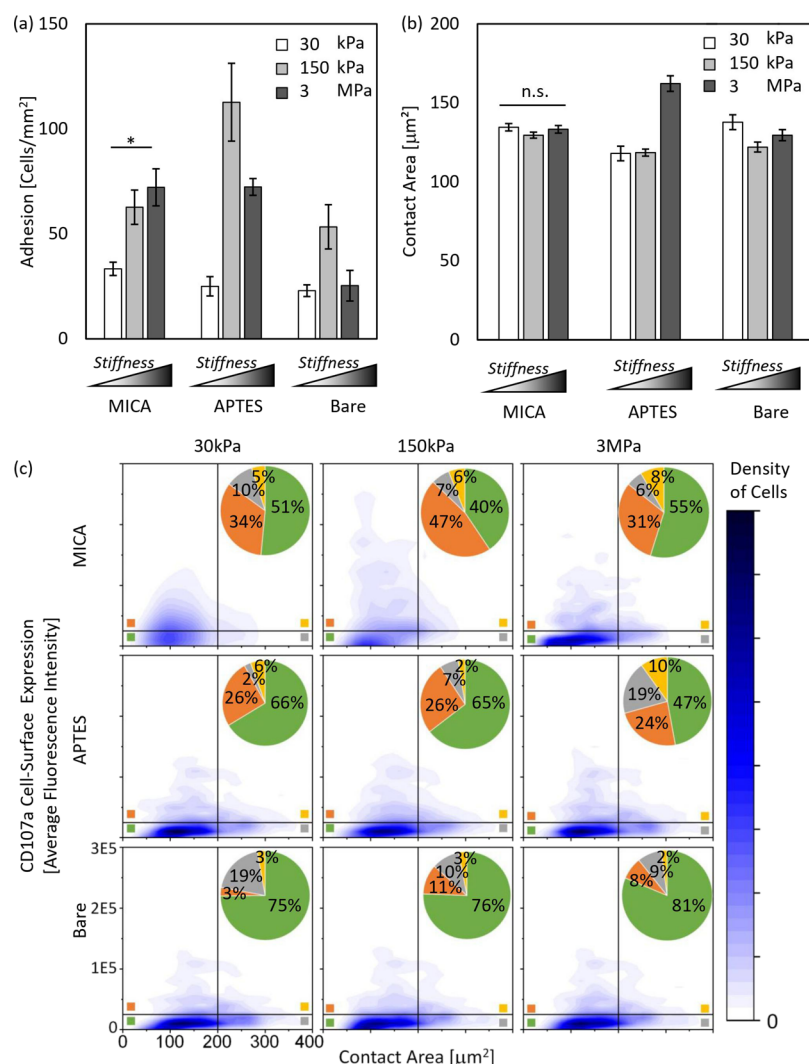 (a)
150
100
50
0
Adhesion [Cells/mm²]
30 kPa
150 kPa
3 MPa
*
Stiffness Stiffness Stiffness
MICA APTES Bare
(b)
200
150
100
50
0
Contact Area [µm²]
30 kPa
150 kPa
3 MPa
n.s.
Stiffness Stiffness Stiffness
MICA APTES Bare
(c)
30kPa 150kPa 3MPa
Density
of Cells
0
CD107a Cell-Surface Expression
[Average Fluorescence Intensity]
MICA
5% 10% 34% 51%
6% 7% 47% 40%
8% 6% 31% 55%
APTES
6% 2% 26% 66%
2% 7% 26% 65%
10% 19% 24% 47%
Bare
3E5
2E5
1E5
0
3% 19% 3% 75%
3% 10% 11% 76%
2% 9% 8% 81%
0 100 200 300 400
Contact Area [µm²]